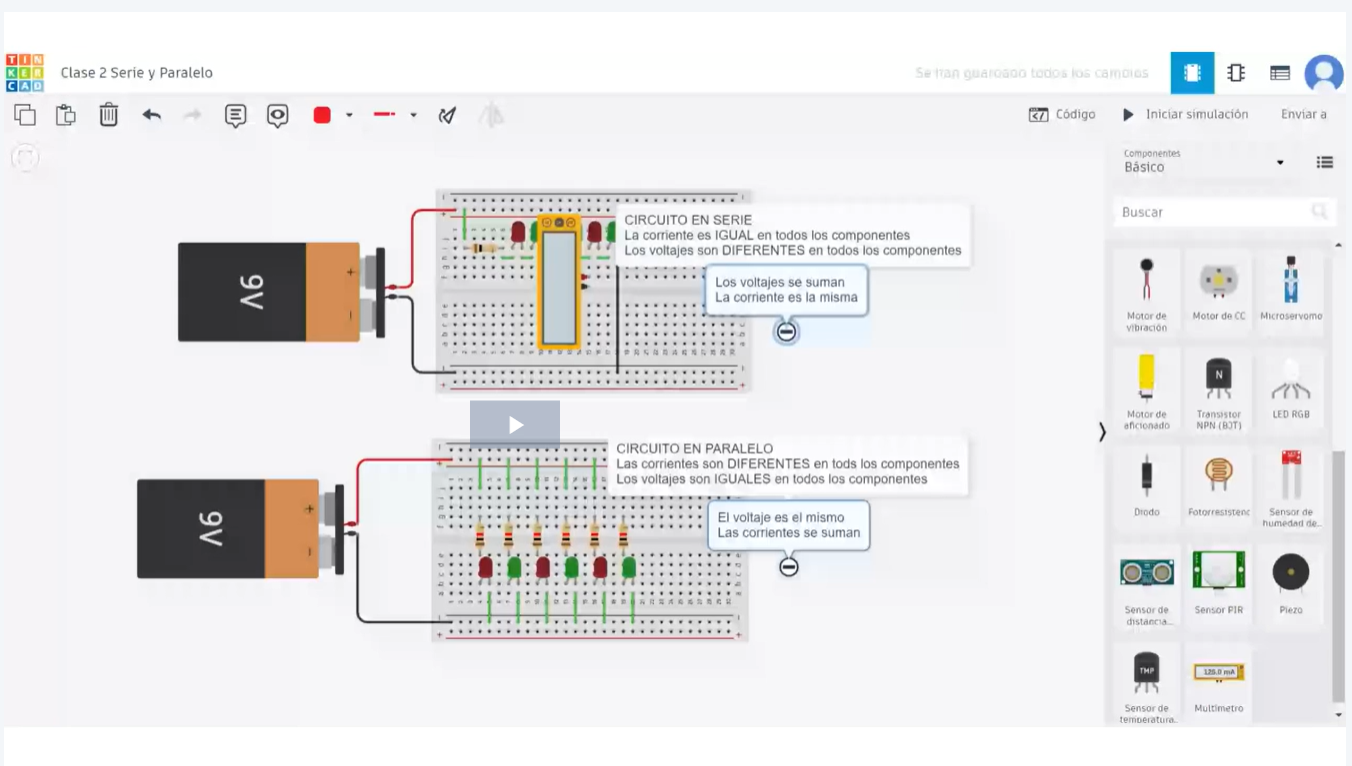 TIN
KER
CAD
Clase 2 Serie y Paralelo
Se han guardado todos los cambios
Código
Iniciar simulación
Enviar a
Componentes
Básico
Buscar
CIRCUITO EN SERIE
La corriente es IGUAL en todos los componentes
Los voltajes son DIFERENTES en todos los componentes
Los voltajes se suman
La corriente es la misma
9V
CIRCUITO EN PARALELO
Las corrientes son DIFERENTES en tods los componentes
Los voltajes son IGUALES en todos los componentes
El voltaje es el mismo
Las corrientes se suman
9V
Motor de
vibración
Motor de CC
Microservomo
Motor de
aficionado
N
Transistor
NPN (BJT)
LED RGB
Diodo
Fotorresistenc
Sensor de
humedad de...
Sensor de
distancia...
Sensor PIR
Piezo
TMP
Sensor de
temperatura.
126.0 mA
Multímetro